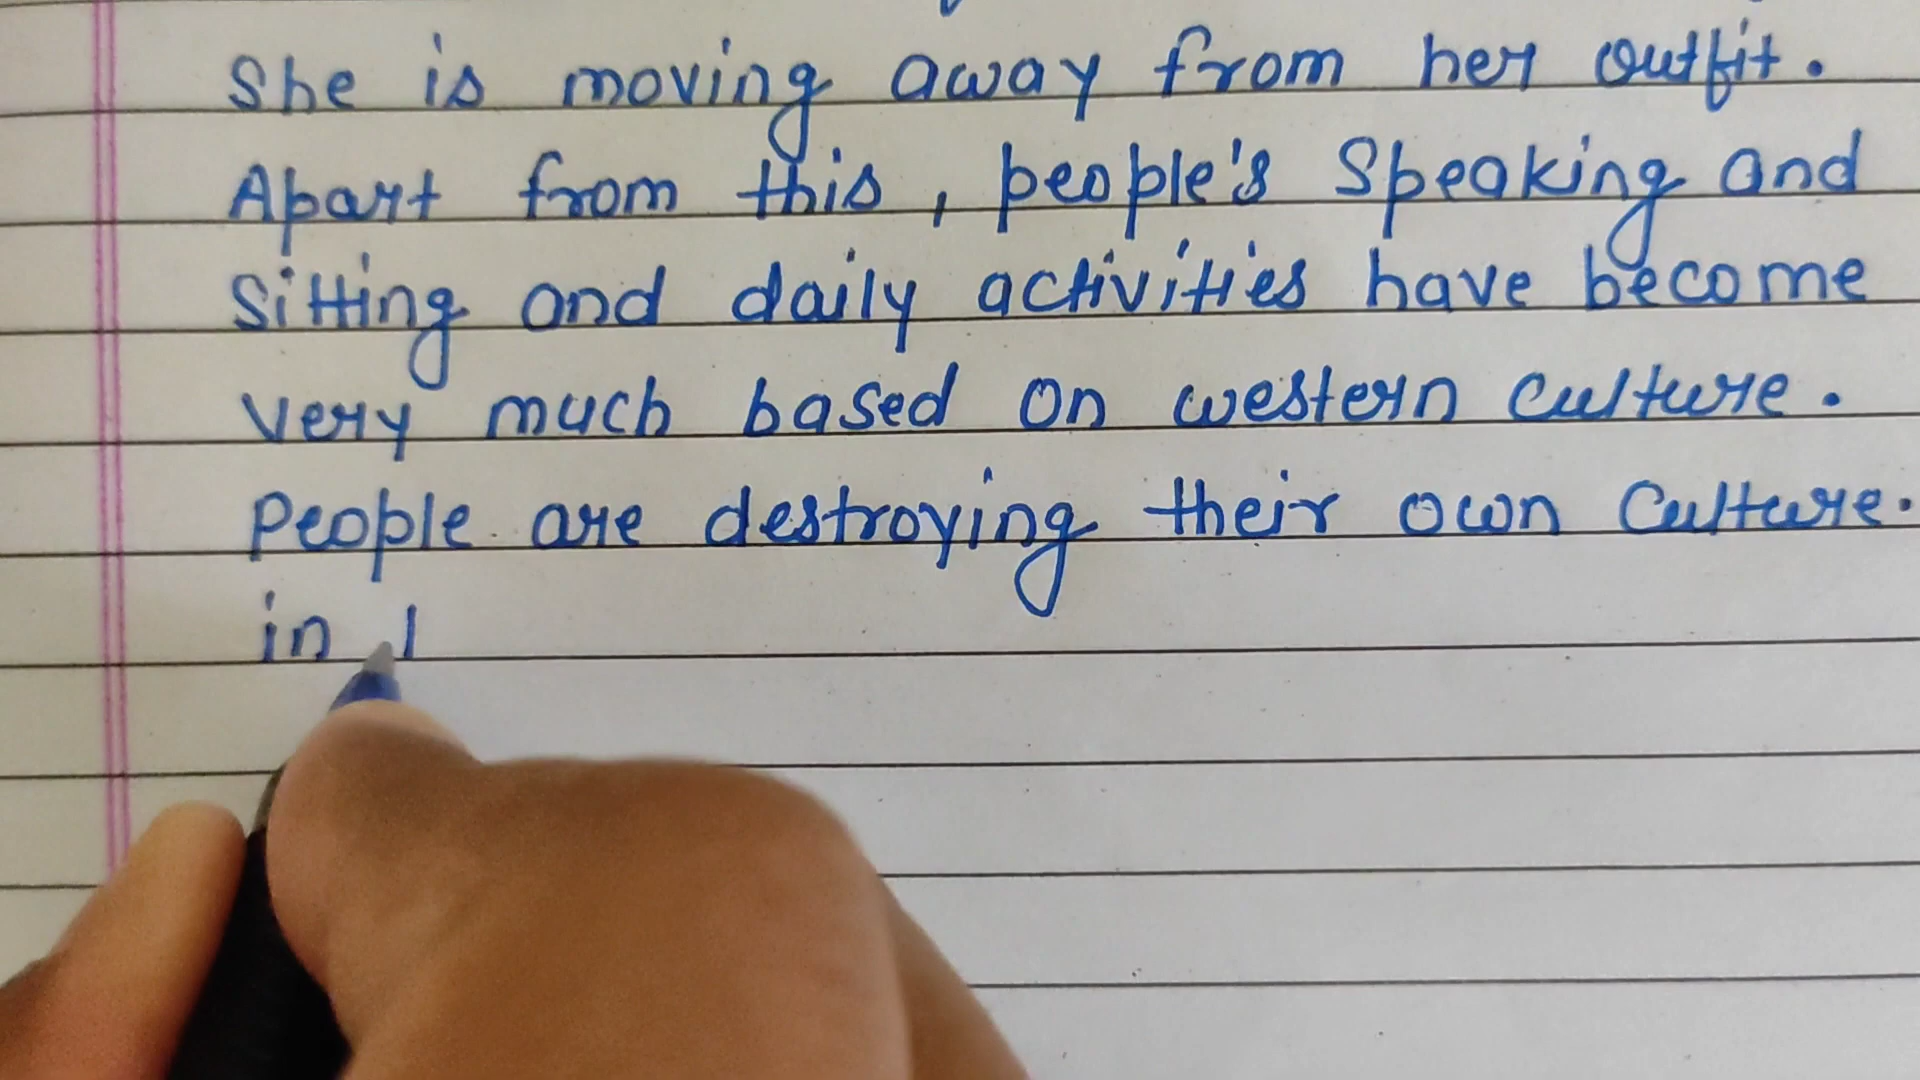 She is moving away from her outfit.
Apart from this, people's Speaking and
Sitting and daily activities have become
very much based on western culture.
People are destroying their own Culture.
in